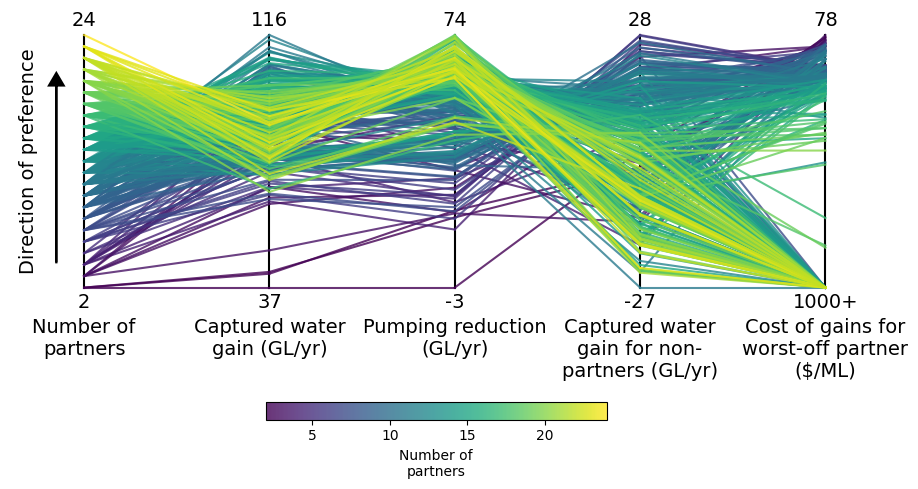 24 116 74 28 78
Direction of preference
2 37 -3 -27 1000+
Number of
partners
Captured water
gain (GL/yr)
Pumping reduction
(GL/yr)
Captured water
gain for non-
partners (GL/yr)
Cost of gains for
worst-off partner
($/ML)
5 10 15 20
Number of
partners